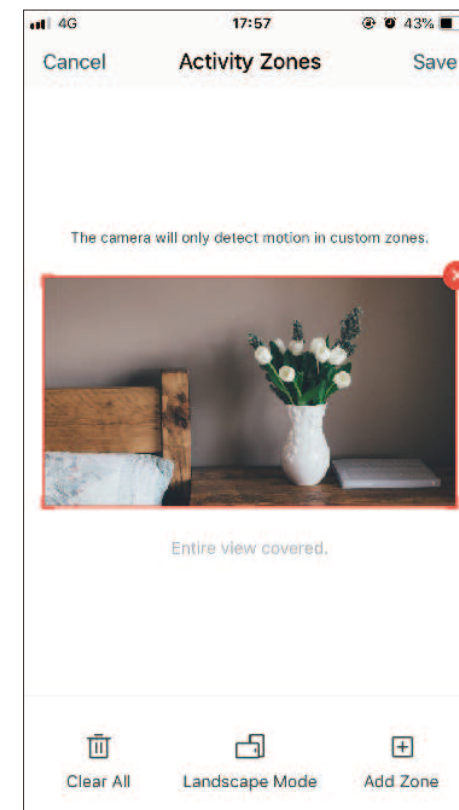 4G 17:57 43%
Cancel Activity Zones Save
The camera will only detect motion in custom zones.
Entire view covered.
Clear All Landscape Mode Add Zone